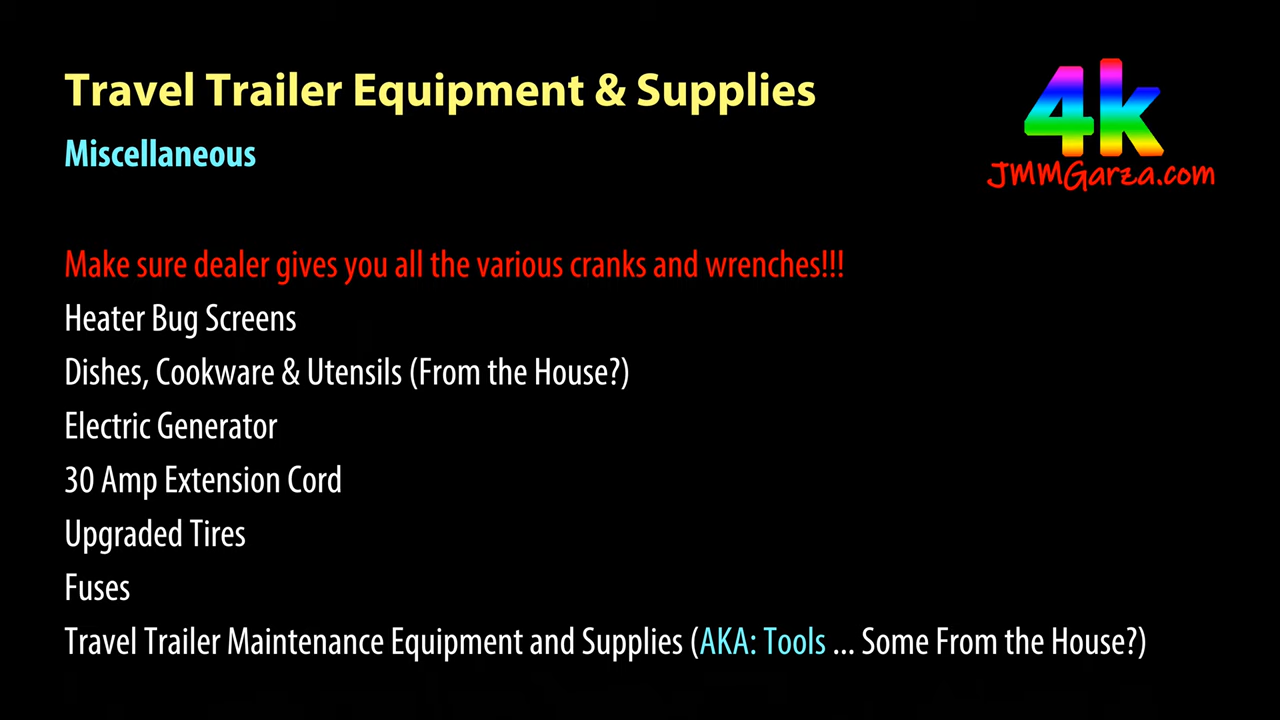 Travel Trailer Equipment & Supplies
Miscellaneous
4k
JMMGarza.com
Make sure dealer gives you all the various cranks and wrenches!!!
Heater Bug Screens
Dishes, Cookware & Utensils (From the House?)
Electric Generator
30 Amp Extension Cord
Upgraded Tires
Fuses
Travel Trailer Maintenance Equipment and Supplies (AKA: Tools ... Some From the House?)